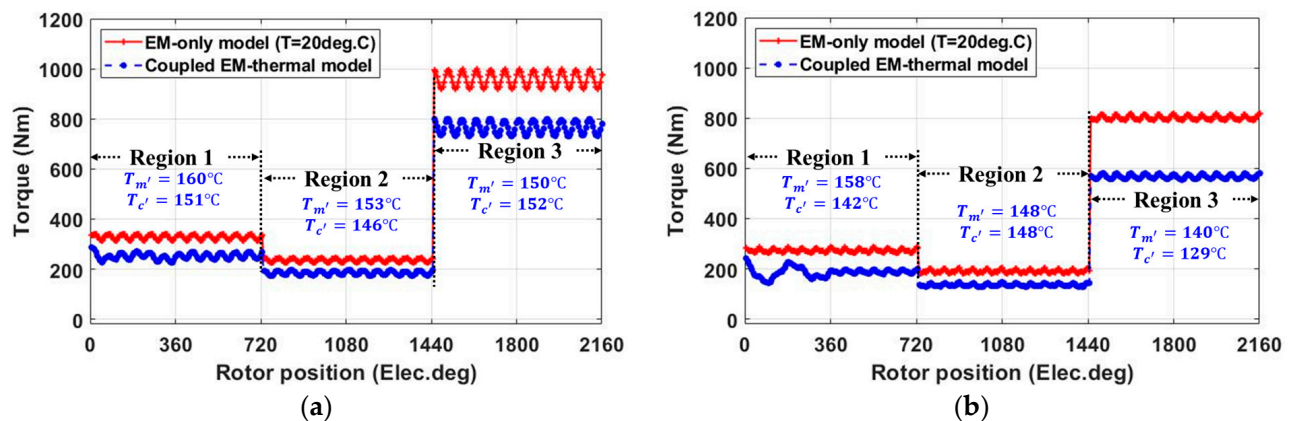 1200
1000
800
600
400
200
0
Torque (Nm)
EM-only model (T=20deg.C)
Coupled EM-thermal model
Region 1
T_m' = 160°C
T_c' = 151°C
Region 2
T_m' = 153°C
T_c' = 146°C
Region 3
T_m' = 150°C
T_c' = 152°C
0 360 720 1080 1440 1800 2160
Rotor position (Elec.deg)
(a)
1200
1000
800
600
400
200
0
Torque (Nm)
EM-only model (T=20deg.C)
Coupled EM-thermal model
Region 1
T_m' = 158°C
T_c' = 142°C
Region 2
T_m' = 148°C
T_c' = 148°C
Region 3
T_m' = 140°C
T_c' = 129°C
0 360 720 1080 1440 1800 2160
Rotor position (Elec.deg)
(b)